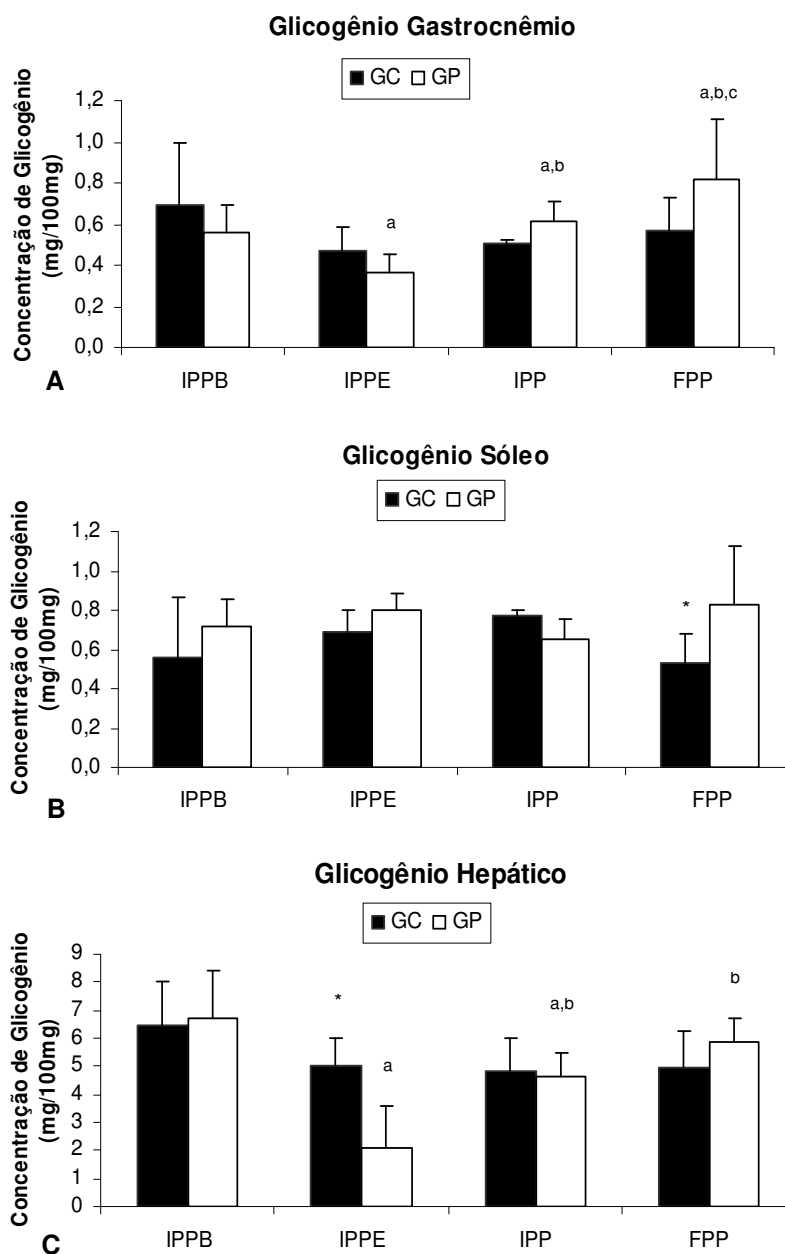 Glicogênio Gastrocnêmio
GC GP
Concentração de Glicogênio
(mg/100mg)
1,2
1,0
0,8
0,6
0,4
0,2
0,0
a
a,b
a,b,c
IPPB IPPE IPP FPP
A
Glicogênio Sóleo
GC GP
Concentração de Glicogênio
(mg/100mg)
1,2
1,0
0,8
0,6
0,4
0,2
0,0
*
IPPB IPPE IPP FPP
B
Glicogênio Hepático
GC GP
Concentração de Glicogênio
(mg/100mg)
9
8
7
6
5
4
3
2
1
0
*
a
a,b
b
IPPB IPPE IPP FPP
C